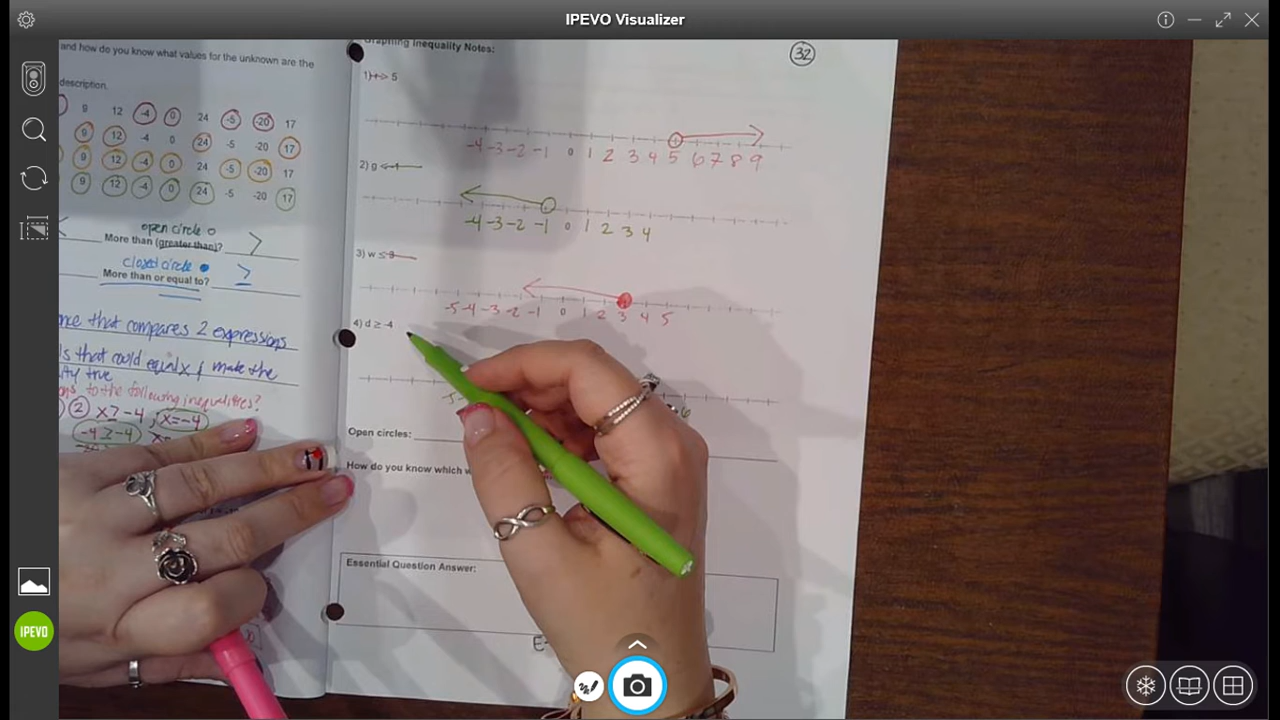 IPEVO Visualizer
and how do you know what values for the unknown are the
description.
9 12 -4 0 24 -5 -20 17
9 12 -4 0 24 -5 -20 17
9 12 -4 0 24 -5 -20 17
9 12 -4 0 24 -5 -20 17
open circle o
More than (greater than)? >
closed circle
More than or equal to? ≥
that compares 2 expressions
that could equal x & make the
true
to the following inequalities?
② x > -4, x = -4
-4 ≥ -4
Graphing Inequality Notes:
32
1) > 5
-4 -3 -2 -1 0 1 2 3 4 5 6 7 8 9
2) g < -1
-4 -3 -2 -1 0 1 2 3 4
3) w ≤ 3
-5 -4 -3 -2 -1 0 1 2 3 4 5
4) d ≥ -4
6
Open circles:
How do you know which
Essential Question Answer:
E
IPEVO